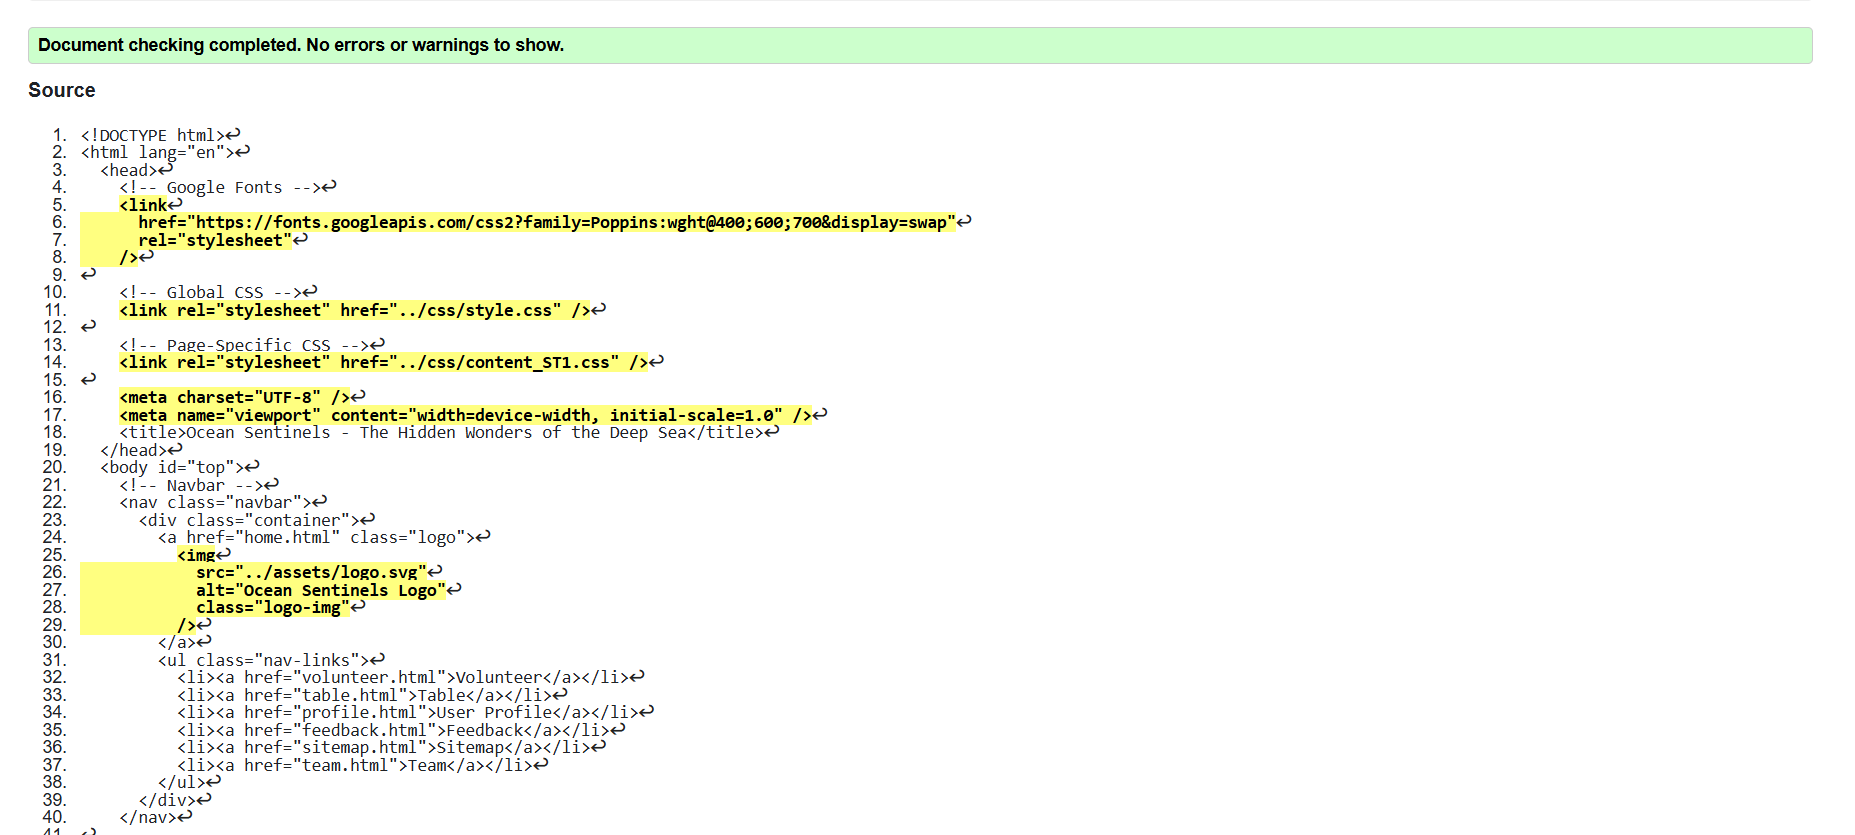 Document checking completed. No errors or warnings to show.
Source
1. <!DOCTYPE html>↩
2. <html lang="en">↩
3. <head>↩
4. <!-- Google Fonts -->↩
5. <link↩
6. href="https://fonts.googleapis.com/css2?family=Poppins:wght@400;600;700&display=swap"↩
7. rel="stylesheet"↩
8. />↩
9. ↩
10. <!-- Global CSS -->↩
11. <link rel="stylesheet" href="../css/style.css" />↩
12. ↩
13. <!-- Page-Specific CSS -->↩
14. <link rel="stylesheet" href="../css/content_ST1.css" />↩
15. ↩
16. <meta charset="UTF-8" />↩
17. <meta name="viewport" content="width=device-width, initial-scale=1.0" />↩
18. <title>Ocean Sentinels - The Hidden Wonders of the Deep Sea</title>↩
19. </head>↩
20. <body id="top">↩
21. <!-- Navbar -->↩
22. <nav class="navbar">↩
23. <div class="container">↩
24. <a href="home.html" class="logo">↩
25. <img↩
26. src="../assets/logo.svg"↩
27. alt="Ocean Sentinels Logo"↩
28. class="logo-img"↩
29. />↩
30. </a>↩
31. <ul class="nav-links">↩
32. <li><a href="volunteer.html">Volunteer</a></li>↩
33. <li><a href="table.html">Table</a></li>↩
34. <li><a href="profile.html">User Profile</a></li>↩
35. <li><a href="feedback.html">Feedback</a></li>↩
36. <li><a href="sitemap.html">Sitemap</a></li>↩
37. <li><a href="team.html">Team</a></li>↩
38. </ul>↩
39. </div>↩
40. </nav>↩
41. ↩